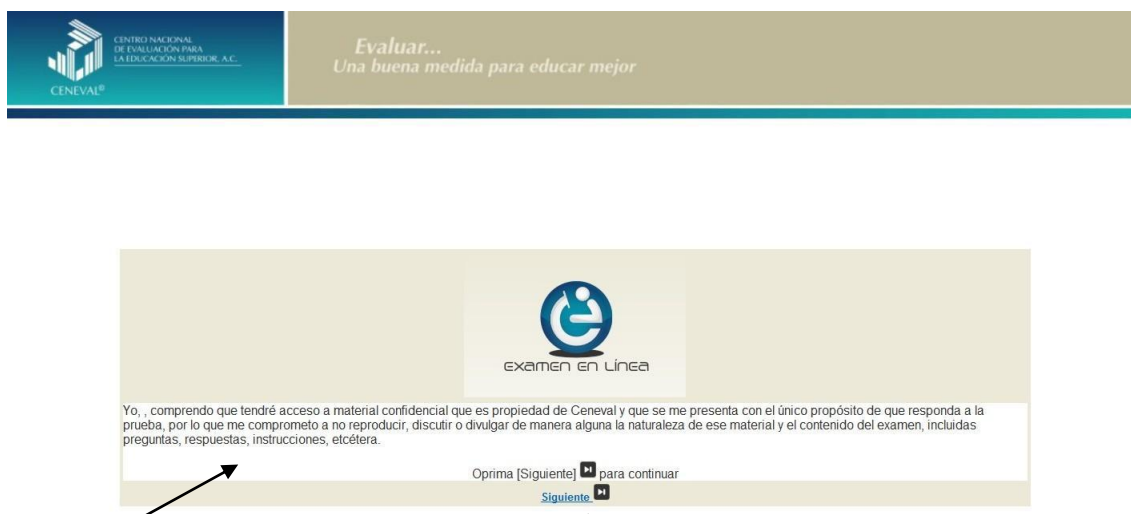 CENTRO NACIONAL
DE EVALUACIÓN PARA
LA EDUCACIÓN SUPERIOR, A.C.
CENEVAL®
Evaluar...
Una buena medida para educar mejor
examen en línea
Yo, , comprendo que tendré acceso a material confidencial que es propiedad de Ceneval y que se me presenta con el único propósito de que responda a la
prueba, por lo que me comprometo a no reproducir, discutir o divulgar de manera alguna la naturaleza de ese material y el contenido del examen, incluidas
preguntas, respuestas, instrucciones, etcétera.
Oprima [Siguiente] para continuar
Siguiente